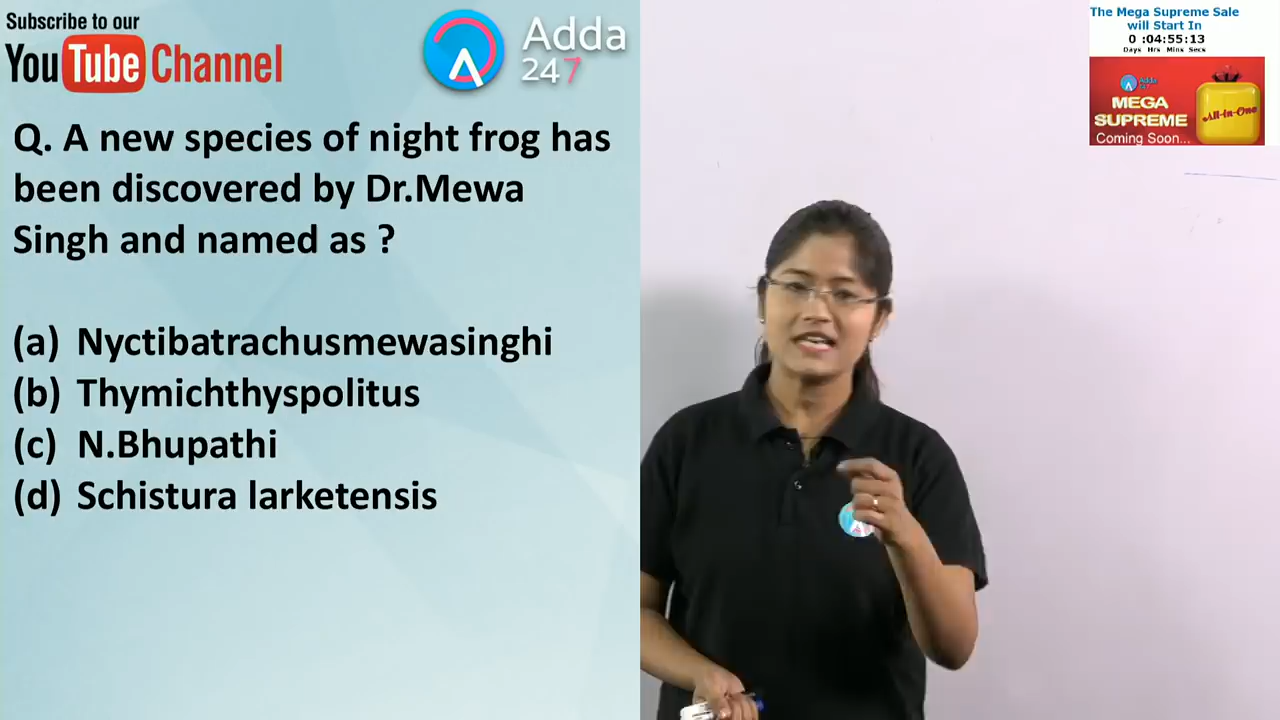 Subscribe to our
YouTube Channel
Adda
247
The Mega Supreme Sale
will Start In
0 :04:55:13
Days Hrs Mins Secs
Adda
247
MEGA
SUPREME
Coming Soon...
All-In-One
Q. A new species of night frog has
been discovered by Dr.Mewa
Singh and named as ?
(a) Nyctibatrachusmewasinghi
(b) Thymichthyspolitus
(c) N.Bhupathi
(d) Schistura larketensis